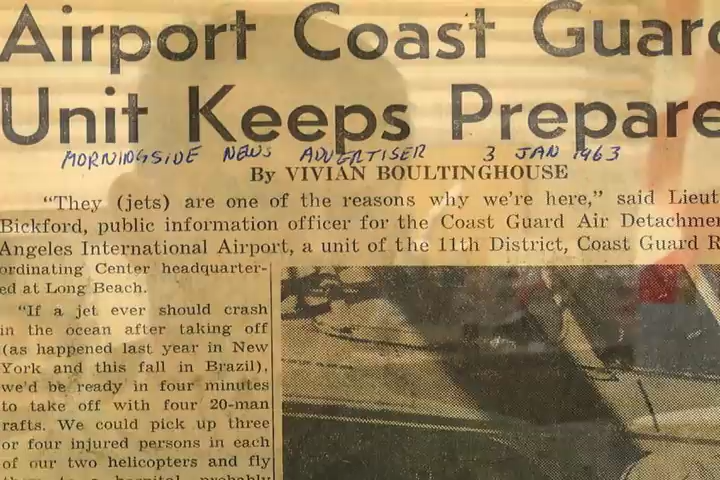 Airport Coast Guar
Unit Keeps Prepare
MORNINGSIDE NEWS ADVERTISER 3 JAN 1963
By VIVIAN BOULTINGHOUSE
"They (jets) are one of the reasons why we're here," said Lieut
Bickford, public information officer for the Coast Guard Air Detachmen
Angeles International Airport, a unit of the 11th District, Coast Guard R
ordinating Center headquarter-
ed at Long Beach.
"If a jet ever should crash
in the ocean after taking off
(as happened last year in New
York and this fall in Brazil),
we'd be ready in four minutes
to take off with four 20-man
rafts. We could pick up three
or four injured persons in each
of our two helicopters and fly
them to a hospital, probably